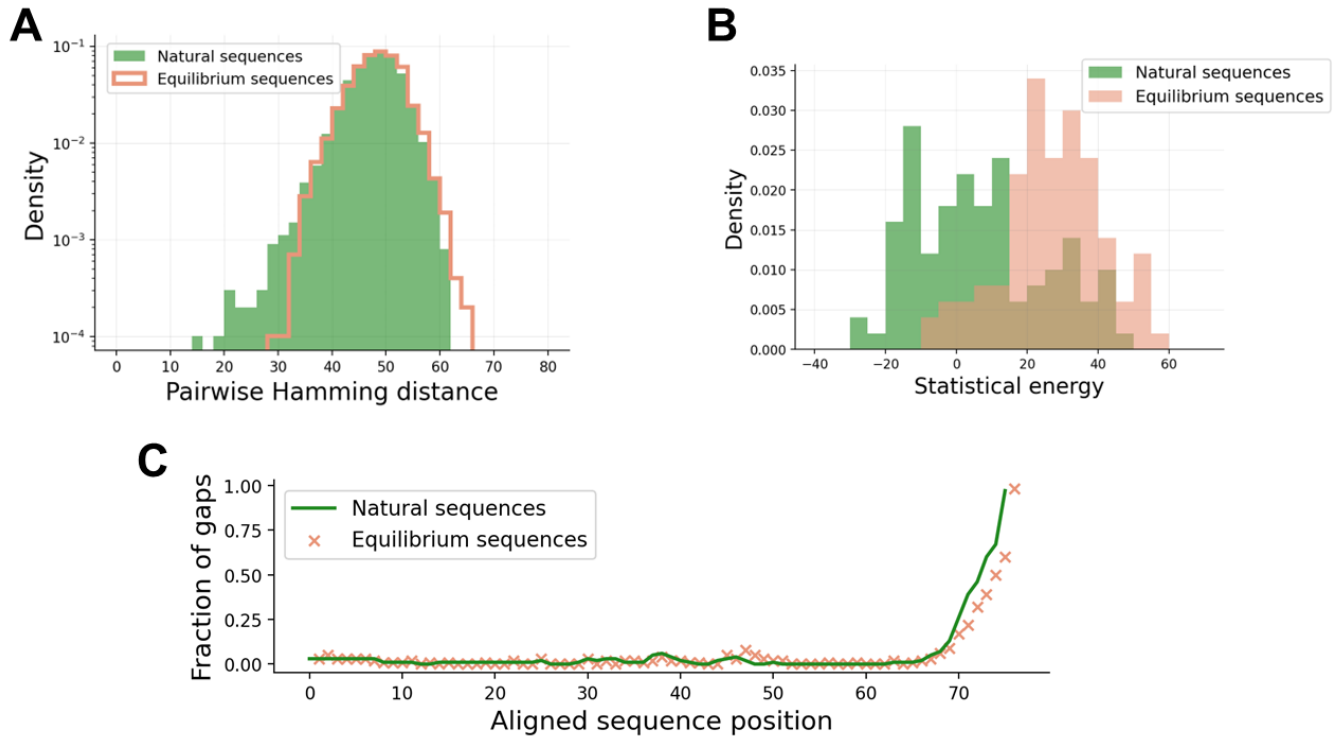 A
Natural sequences
Equilibrium sequences
10⁻¹
10⁻²
10⁻³
10⁻⁴
Density
0 10 20 30 40 50 60 70 80
Pairwise Hamming distance
B
Natural sequences
Equilibrium sequences
0.035
0.030
0.025
0.020
0.015
0.010
0.005
0.000
Density
−40 −20 0 20 40 60
Statistical energy
C
Natural sequences
Equilibrium sequences
1.00
0.75
0.50
0.25
0.00
Fraction of gaps
0 10 20 30 40 50 60 70
Aligned sequence position